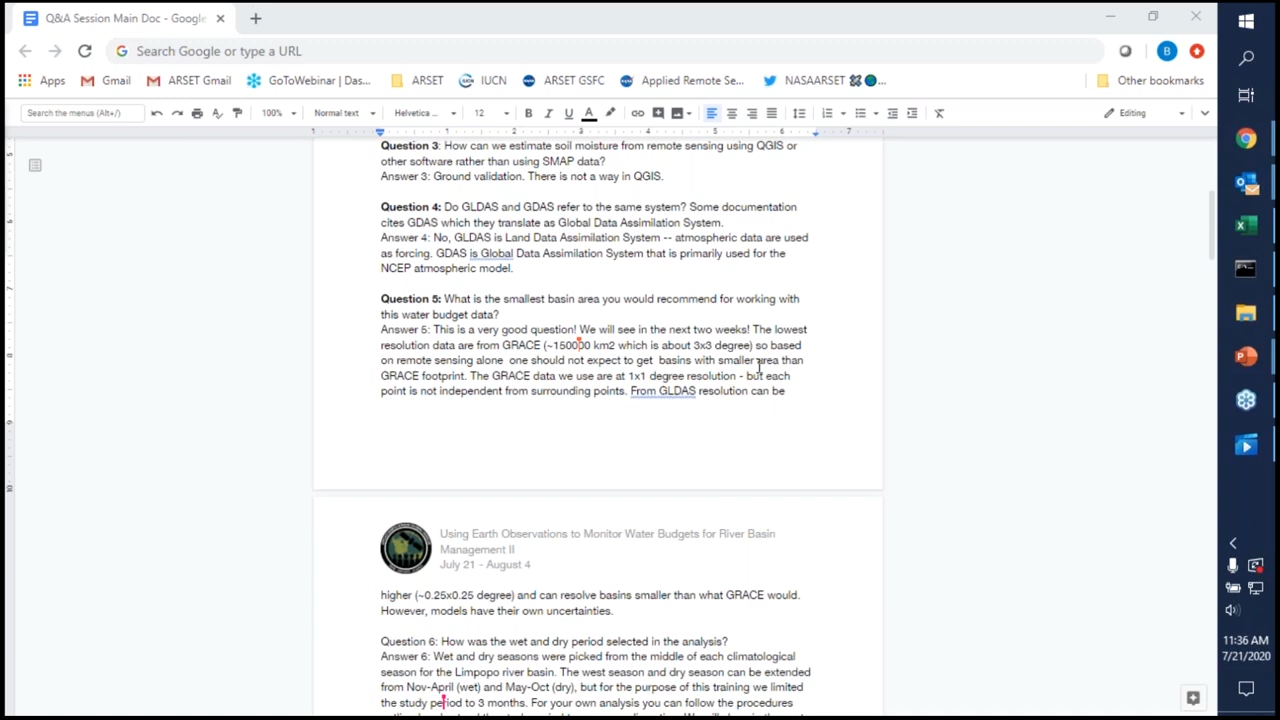 Q&A Session Main Doc - Google
Search Google or type a URL
B
Apps
Gmail
ARSET Gmail
GoToWebinar | Das...
ARSET
IUCN
ARSET GSFC
Applied Remote Se...
NASAARSET
...
Other bookmarks
Search the menus (Alt+/)
100%
Normal text
Helvetica ...
12
B
I
U
A
Editing
1 1 2 3 4 5 6 7
Question 3: How can we estimate soil moisture from remote sensing using QGIS or
other software rather than using SMAP data?
Answer 3: Ground validation. There is not a way in QGIS.
Question 4: Do GLDAS and GDAS refer to the same system? Some documentation
cites GDAS which they translate as Global Data Assimilation System.
Answer 4: No, GLDAS is Land Data Assimilation System -- atmospheric data are used
as forcing. GDAS is Global Data Assimilation System that is primarily used for the
NCEP atmospheric model.
Question 5: What is the smallest basin area you would recommend for working with
this water budget data?
Answer 5: This is a very good question! We will see in the next two weeks! The lowest
resolution data are from GRACE (~150000 km2 which is about 3x3 degree) so based
on remote sensing alone one should not expect to get basins with smaller area than
GRACE footprint. The GRACE data we use are at 1x1 degree resolution - but each
point is not independent from surrounding points. From GLDAS resolution can be
Using Earth Observations to Monitor Water Budgets for River Basin
Management II
July 21 - August 4
higher (~0.25x0.25 degree) and can resolve basins smaller than what GRACE would.
However, models have their own uncertainties.
Question 6: How was the wet and dry period selected in the analysis?
Answer 6: Wet and dry seasons were picked from the middle of each climatological
season for the Limpopo river basin. The west season and dry season can be extended
from Nov-April (wet) and May-Oct (dry), but for the purpose of this training we limited
the study period to 3 months. For your own analysis you can follow the procedures
11:36 AM
7/21/2020